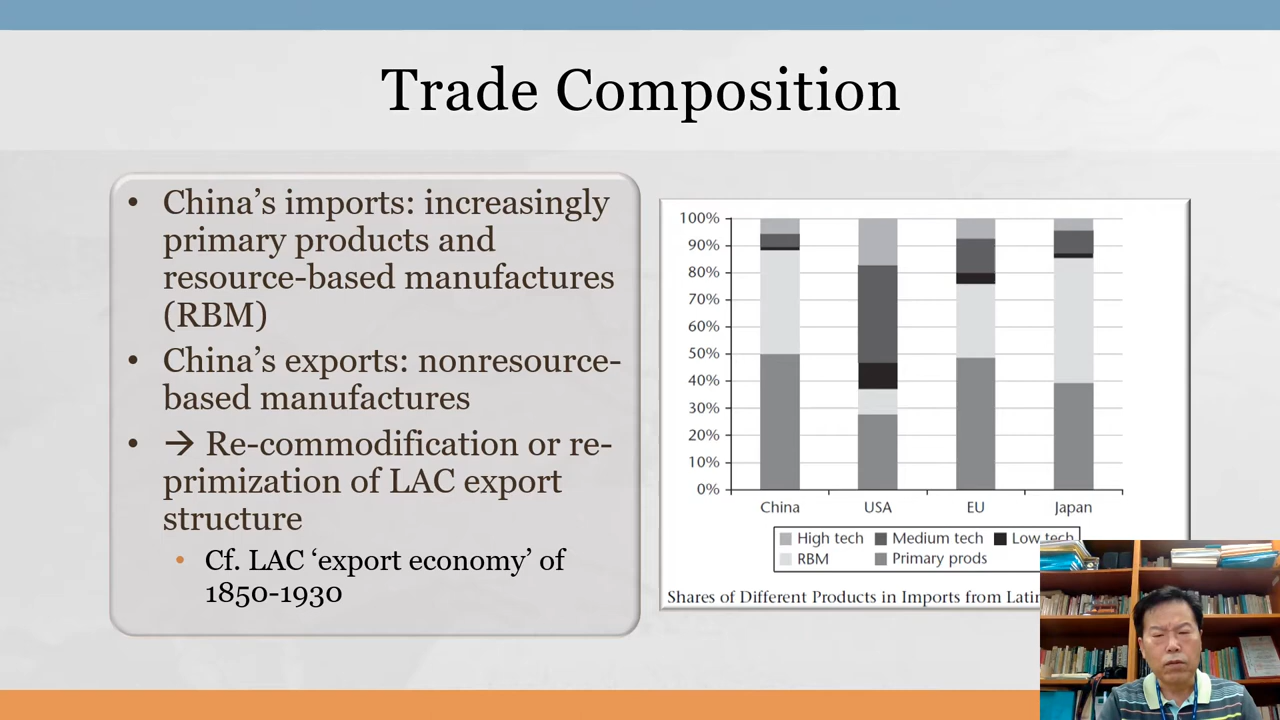 Trade Composition
• China's imports: increasingly
primary products and
resource-based manufactures
(RBM)
• China's exports: nonresource-
based manufactures
• → Re-commodification or re-
primization of LAC export
structure
• Cf. LAC 'export economy' of
1850-1930
100%
90%
80%
70%
60%
50%
40%
30%
20%
10%
0%
China USA EU Japan
High tech Medium tech Low tech
RBM Primary prods
Shares of Different Products in Imports from